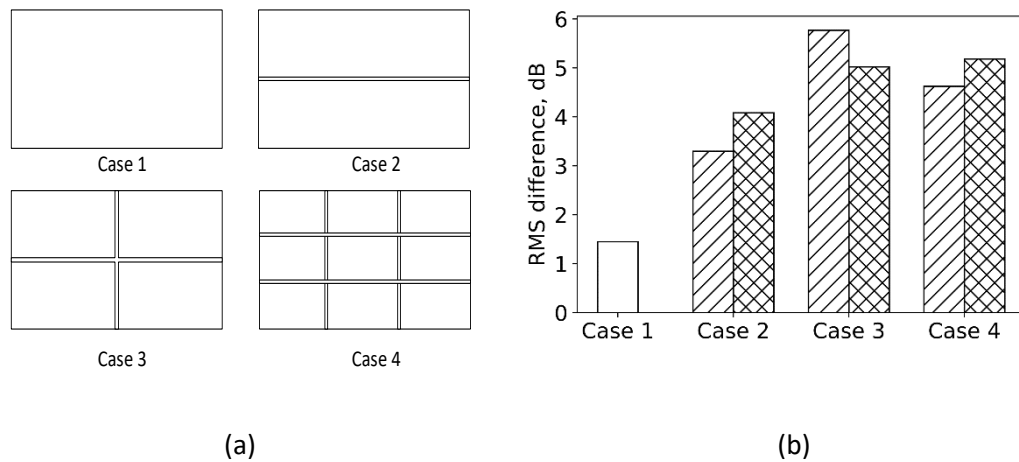 Case 1
Case 2
Case 3
Case 4
(a)
RMS difference, dB
6
5
4
3
2
1
0
Case 1 Case 2 Case 3 Case 4
(b)